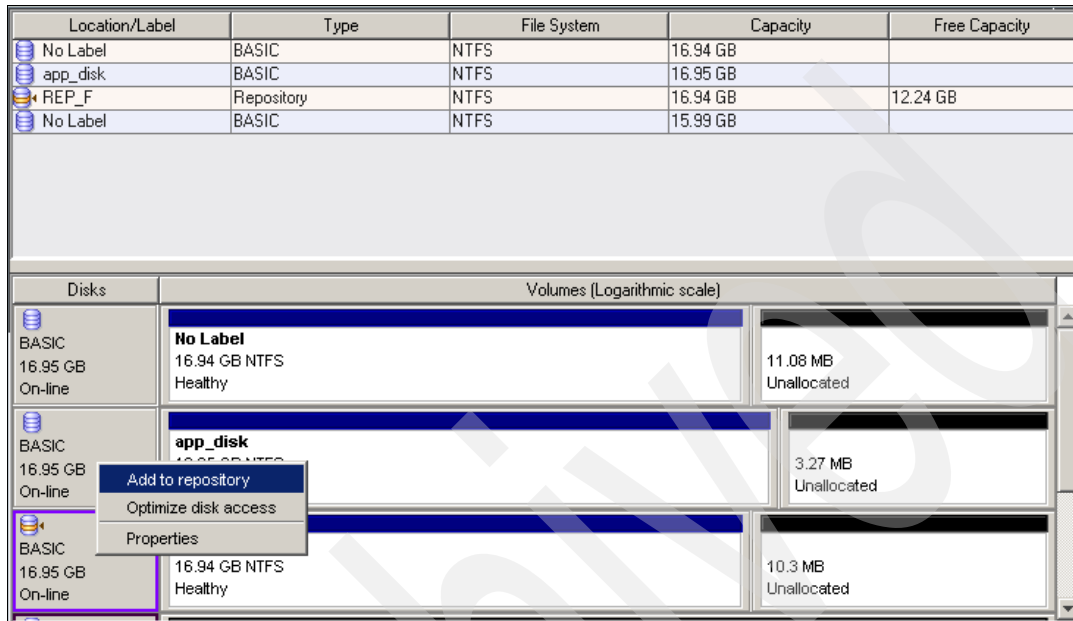 Location/Label Type File System Capacity Free Capacity
No Label BASIC NTFS 16.94 GB
app_disk BASIC NTFS 16.95 GB
REP_F Repository NTFS 16.94 GB 12.24 GB
No Label BASIC NTFS 15.99 GB
Disks Volumes (Logarithmic scale)
BASIC
16.95 GB
On-line
No Label
16.94 GB NTFS
Healthy
11.08 MB
Unallocated
BASIC
16.95 GB
On-line
app_disk
16.95 GB NTFS
3.27 MB
Unallocated
Add to repository
Optimize disk access
Properties
BASIC
16.95 GB
On-line
16.94 GB NTFS
Healthy
10.3 MB
Unallocated